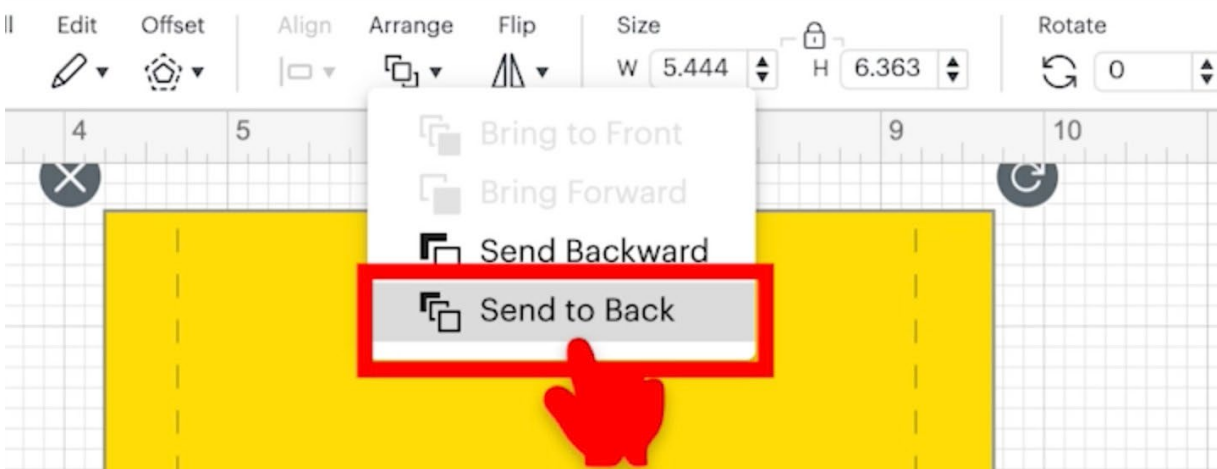 Edit Offset Align Arrange Flip Size Rotate
W 5.444 H 6.363 0
4 5 9 10
Bring to Front
Bring Forward
Send Backward
Send to Back